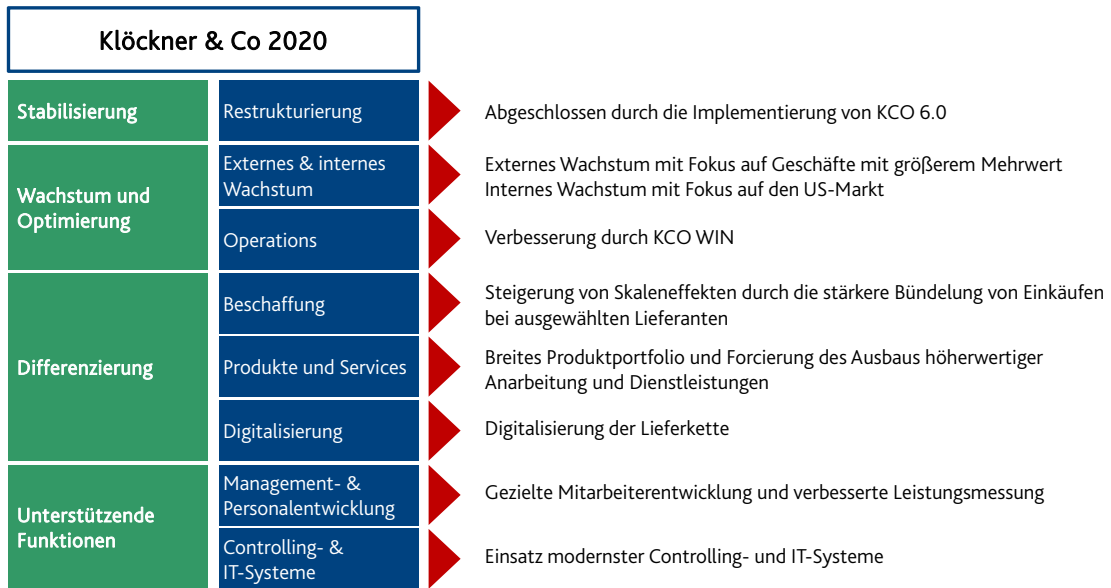 Klöckner & Co 2020
Stabilisierung
Restrukturierung
Abgeschlossen durch die Implementierung von KCO 6.0
Wachstum und
Optimierung
Externes & internes
Wachstum
Externes Wachstum mit Fokus auf Geschäfte mit größerem Mehrwert
Internes Wachstum mit Fokus auf den US-Markt
Operations
Verbesserung durch KCO WIN
Differenzierung
Beschaffung
Steigerung von Skaleneffekten durch die stärkere Bündelung von Einkäufen
bei ausgewählten Lieferanten
Produkte und Services
Breites Produktportfolio und Forcierung des Ausbaus höherwertiger
Anarbeitung und Dienstleistungen
Digitalisierung
Digitalisierung der Lieferkette
Unterstützende
Funktionen
Management- &
Personalentwicklung
Gezielte Mitarbeiterentwicklung und verbesserte Leistungsmessung
Controlling- &
IT-Systeme
Einsatz modernster Controlling- und IT-Systeme